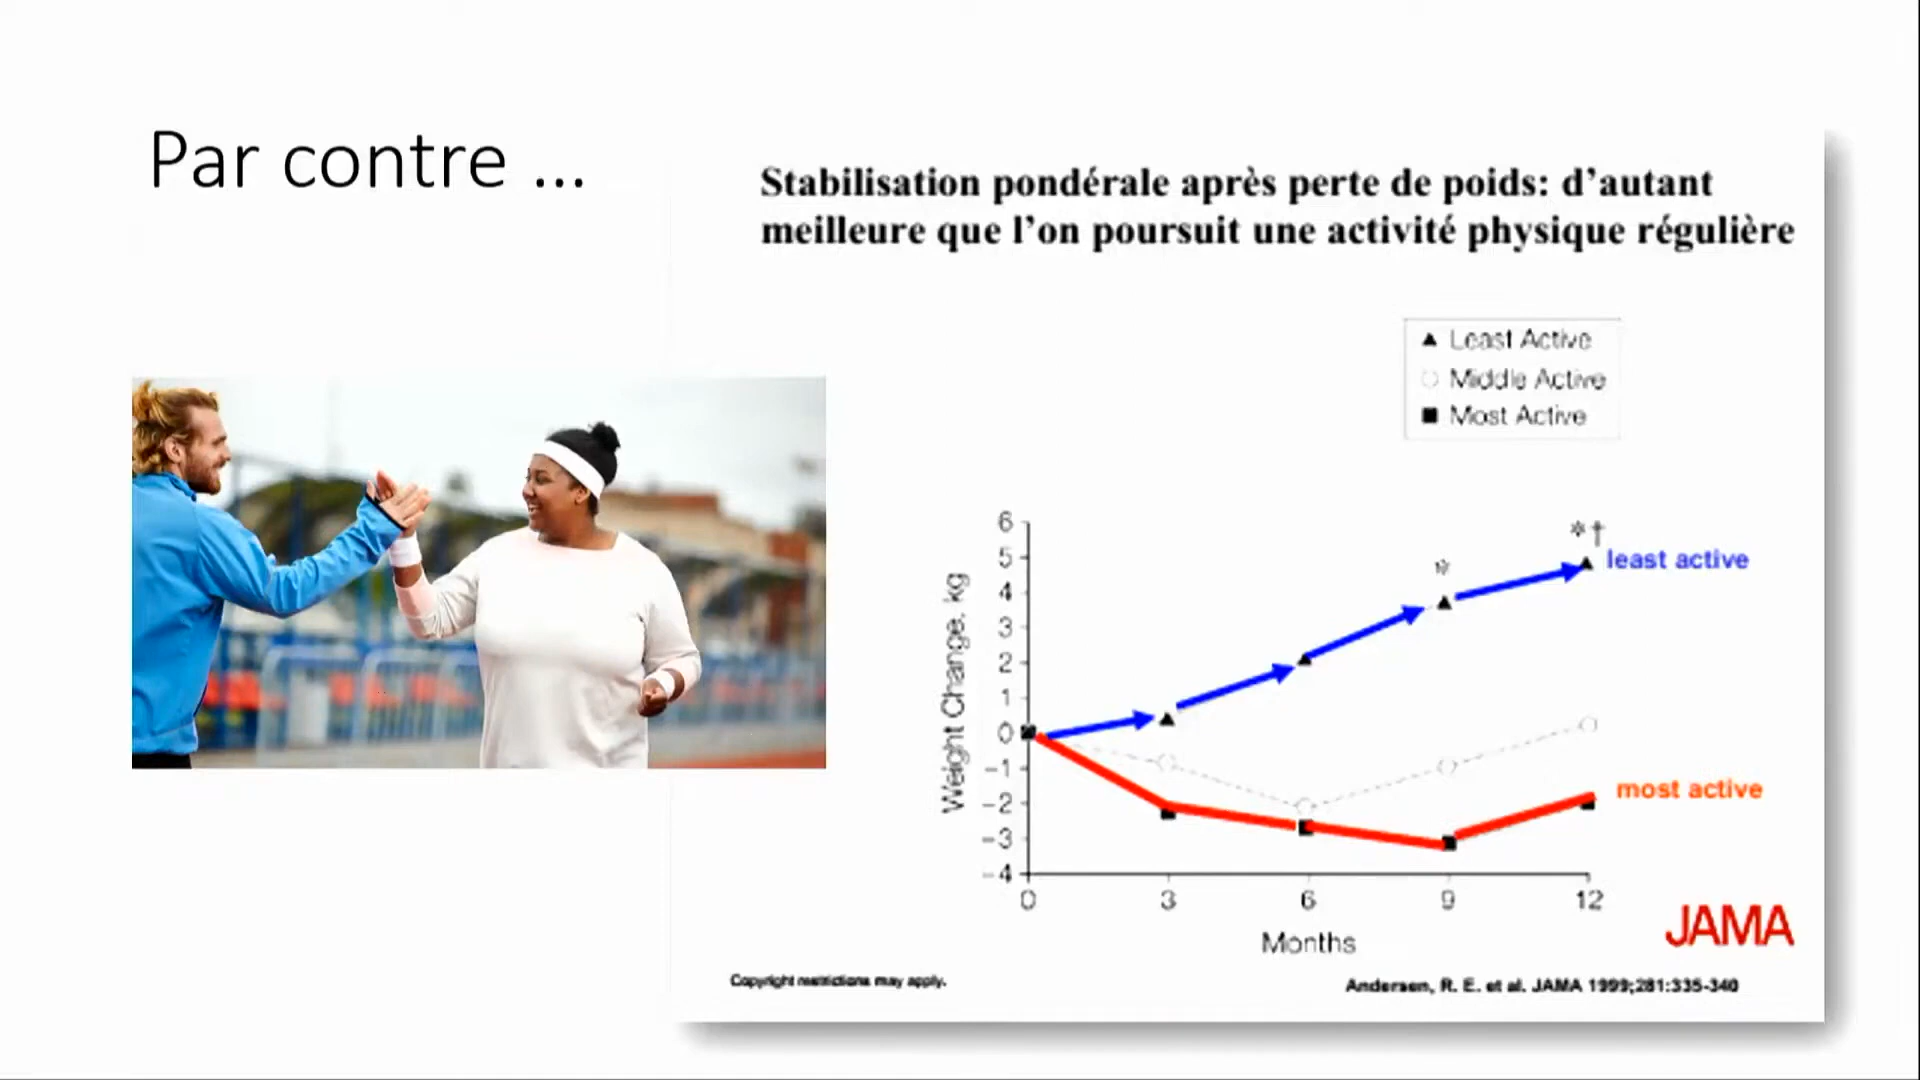 Par contre ...
Stabilisation pondérale après perte de poids: d'autant
meilleure que l'on poursuit une activité physique régulière
Least Active
Middle Active
Most Active
Weight Change, kg
6
5
4
3
2
1
0
-1
-2
-3
-4
*
*†
least active
most active
0 3 6 9 12
Months
JAMA
Copyright restrictions may apply.
Andersen, R. E. et al. JAMA 1999;281:335-340